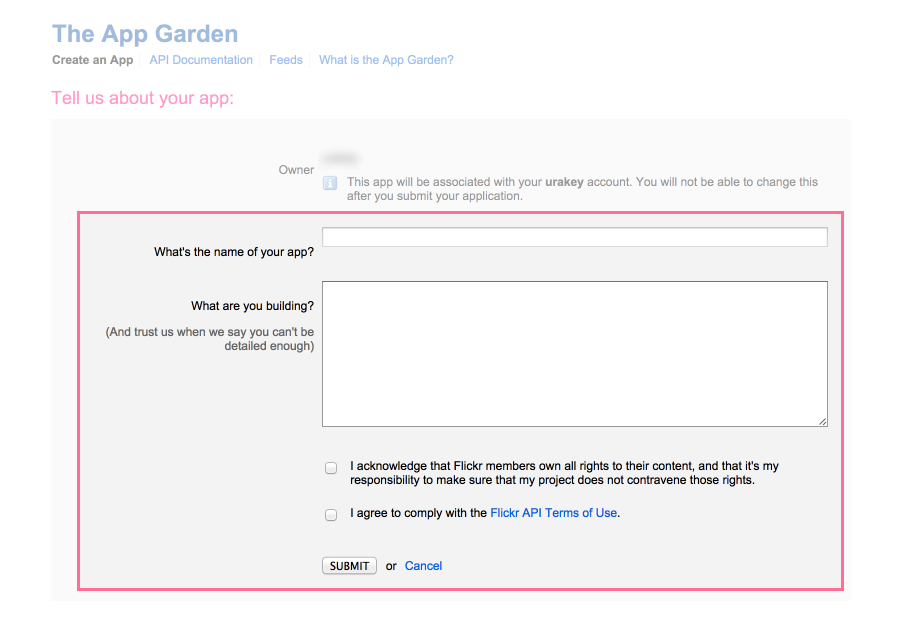 The App Garden
Create an App API Documentation Feeds What is the App Garden?
Tell us about your app:
Owner
This app will be associated with your urakey account. You will not be able to change this
after you submit your application.
What's the name of your app?
What are you building?
(And trust us when we say you can't be
detailed enough)
I acknowledge that Flickr members own all rights to their content, and that it's my
responsibility to make sure that my project does not contravene those rights.
I agree to comply with the Flickr API Terms of Use.
SUBMIT or Cancel